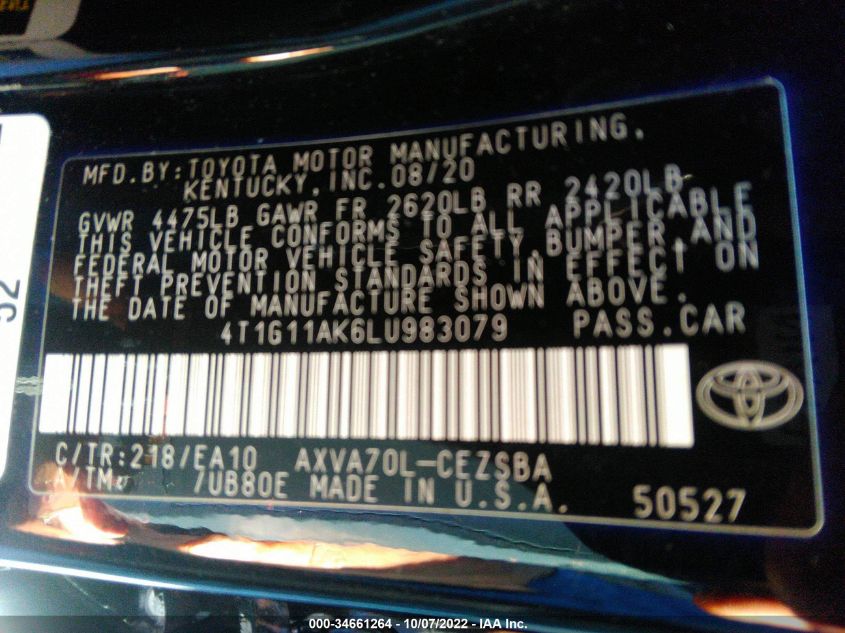 MFD.BY:TOYOTA MOTOR MANUFACTURING,
KENTUCKY,INC.08/20
GVWR 4475LB GAWR FR 2620LB RR 2420LB
THIS VEHICLE CONFORMS TO ALL APPLICABLE
FEDERAL MOTOR VEHICLE SAFETY,BUMPER,AND
THEFT PREVENTION STANDARDS IN EFFECT ON
THE DATE OF MANUFACTURE SHOWN ABOVE.
4T1G11AK6LU983079 PASS.CAR
C/TR:218/EA10 AXVA70L-CEZSBA
A/TM: /UB80E MADE IN U.S.A. 50527
52
000-34661264 - 10/07/2022 - IAA Inc.